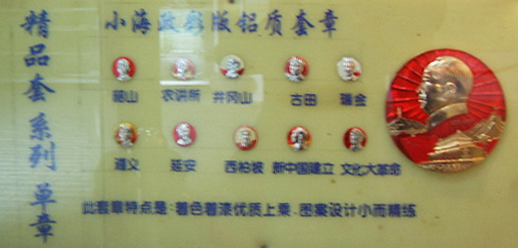 精品套系列单章
小海政彩版铝质套章
韶山 农讲所 井冈山 古田 瑞金
遵义 延安 西柏坡 新中国建立 文化大革命
此套章特点是:着色着漆优质上乘.图案设计小而精练